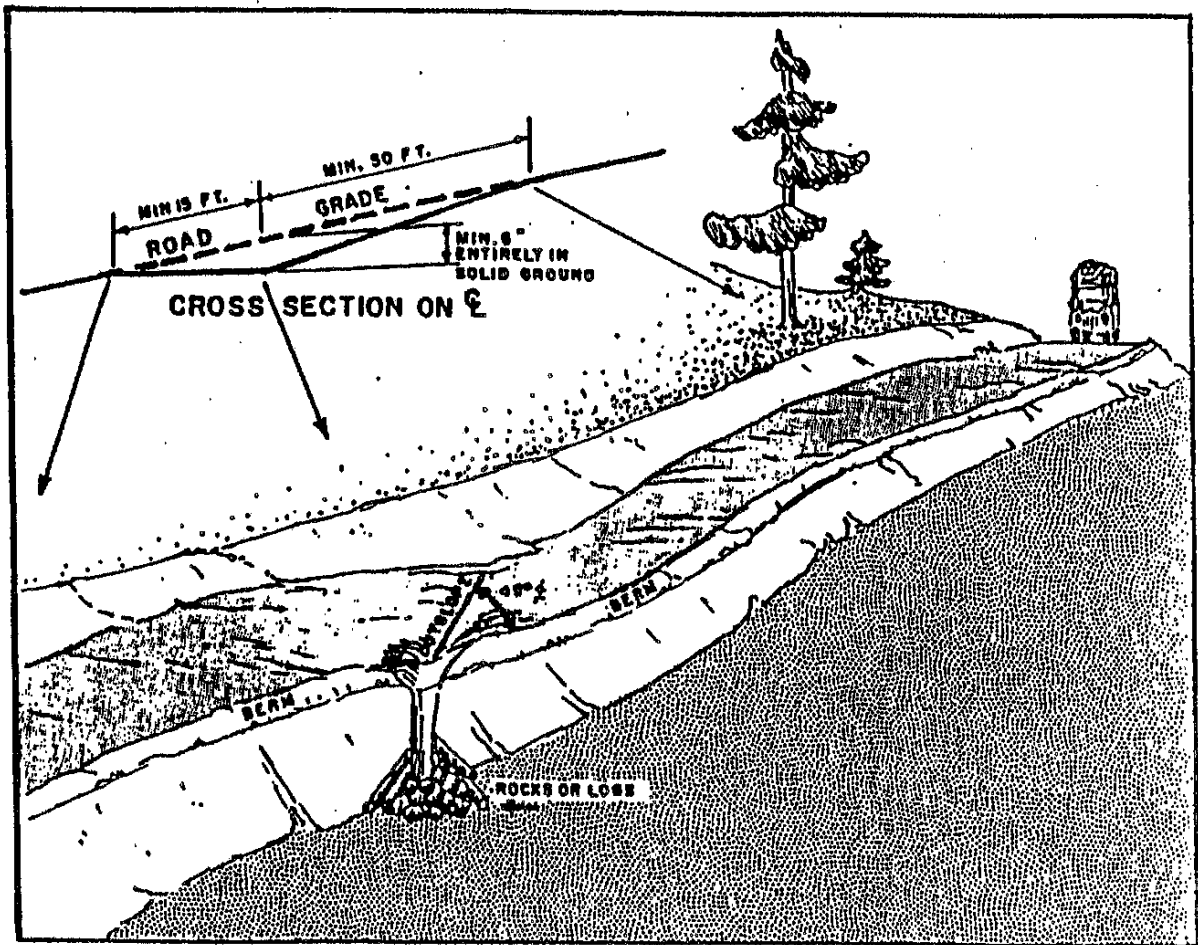 MIN. 50 FT.
MIN 15 FT.
GRADE
ROAD
MIN. 6"
ENTIRELY IN
SOLID GROUND
CROSS SECTION ON ℄
BERM
BERM
ROCKS OR LOGS